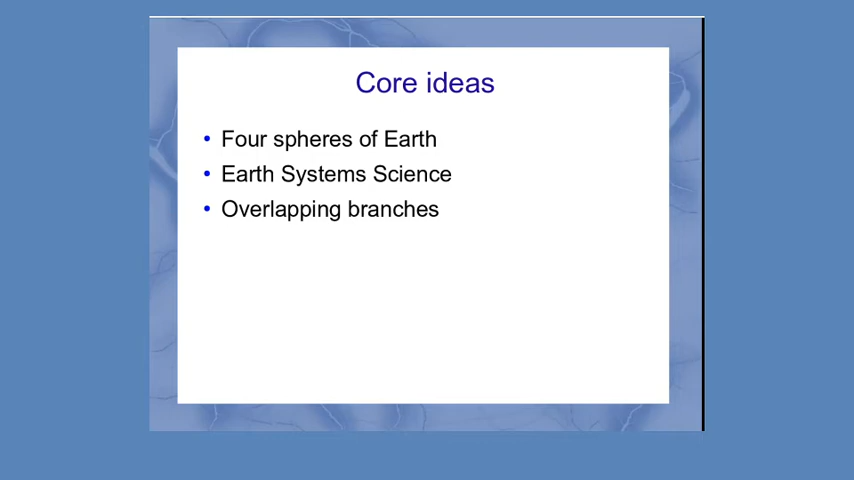 Core ideas
• Four spheres of Earth
• Earth Systems Science
• Overlapping branches